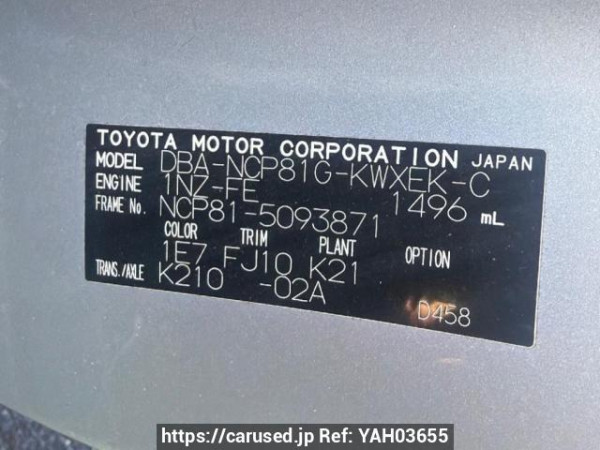 TOYOTA MOTOR CORPORATION JAPAN
MODEL DBA-NCP81G-KWXEK-C
ENGINE 1NZ-FE 1496 mL
FRAME No. NCP81-5093871
COLOR TRIM PLANT OPTION
1E7 FJ10 K21
TRANS./AXLE K210 -02A
D458
https://carused.jp Ref: YAH03655